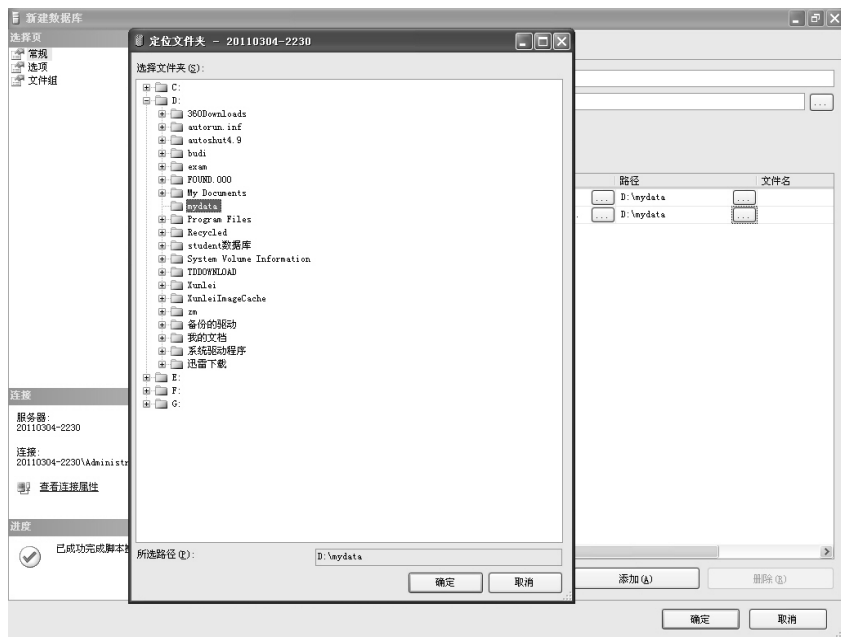 新建数据库
选择页
常规
选项
文件组
定位文件夹 - 20110304-2230
选择文件夹(S):
C:
D:
360Downloads
autorun.inf
autoshut4.9
budi
exam
FOUND.000
My Documents
mydata
Program Files
Recycled
student数据库
System Volume Information
TDDOWNLOAD
Xunlei
XunleiImageCache
zm
备份的驱动
我的文档
系统驱动程序
迅雷下载
E:
F:
G:
所选路径(P):
D:\mydata
确定
取消
...
路径
文件名
... D:\mydata ...
... D:\mydata ...
连接
服务器:
20110304-2230
连接:
20110304-2230\Administr
查看连接属性
进度
已成功完成脚本
添加(A)
删除(R)
确定
取消